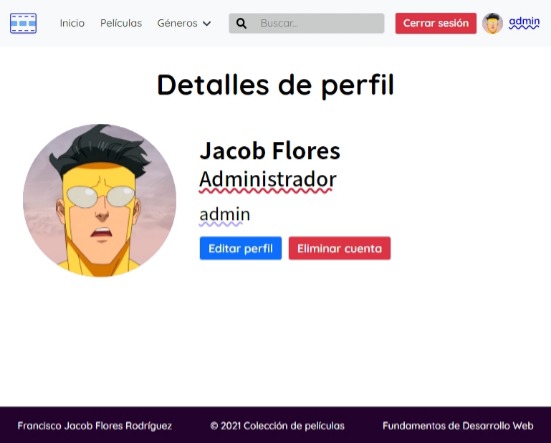 Inicio Películas Géneros Buscar... Cerrar sesión admin
Detalles de perfil
Jacob Flores
Administrador
admin
Editar perfil Eliminar cuenta
Francisco Jacob Flores Rodríguez © 2021 Colección de películas Fundamentos de Desarrollo Web